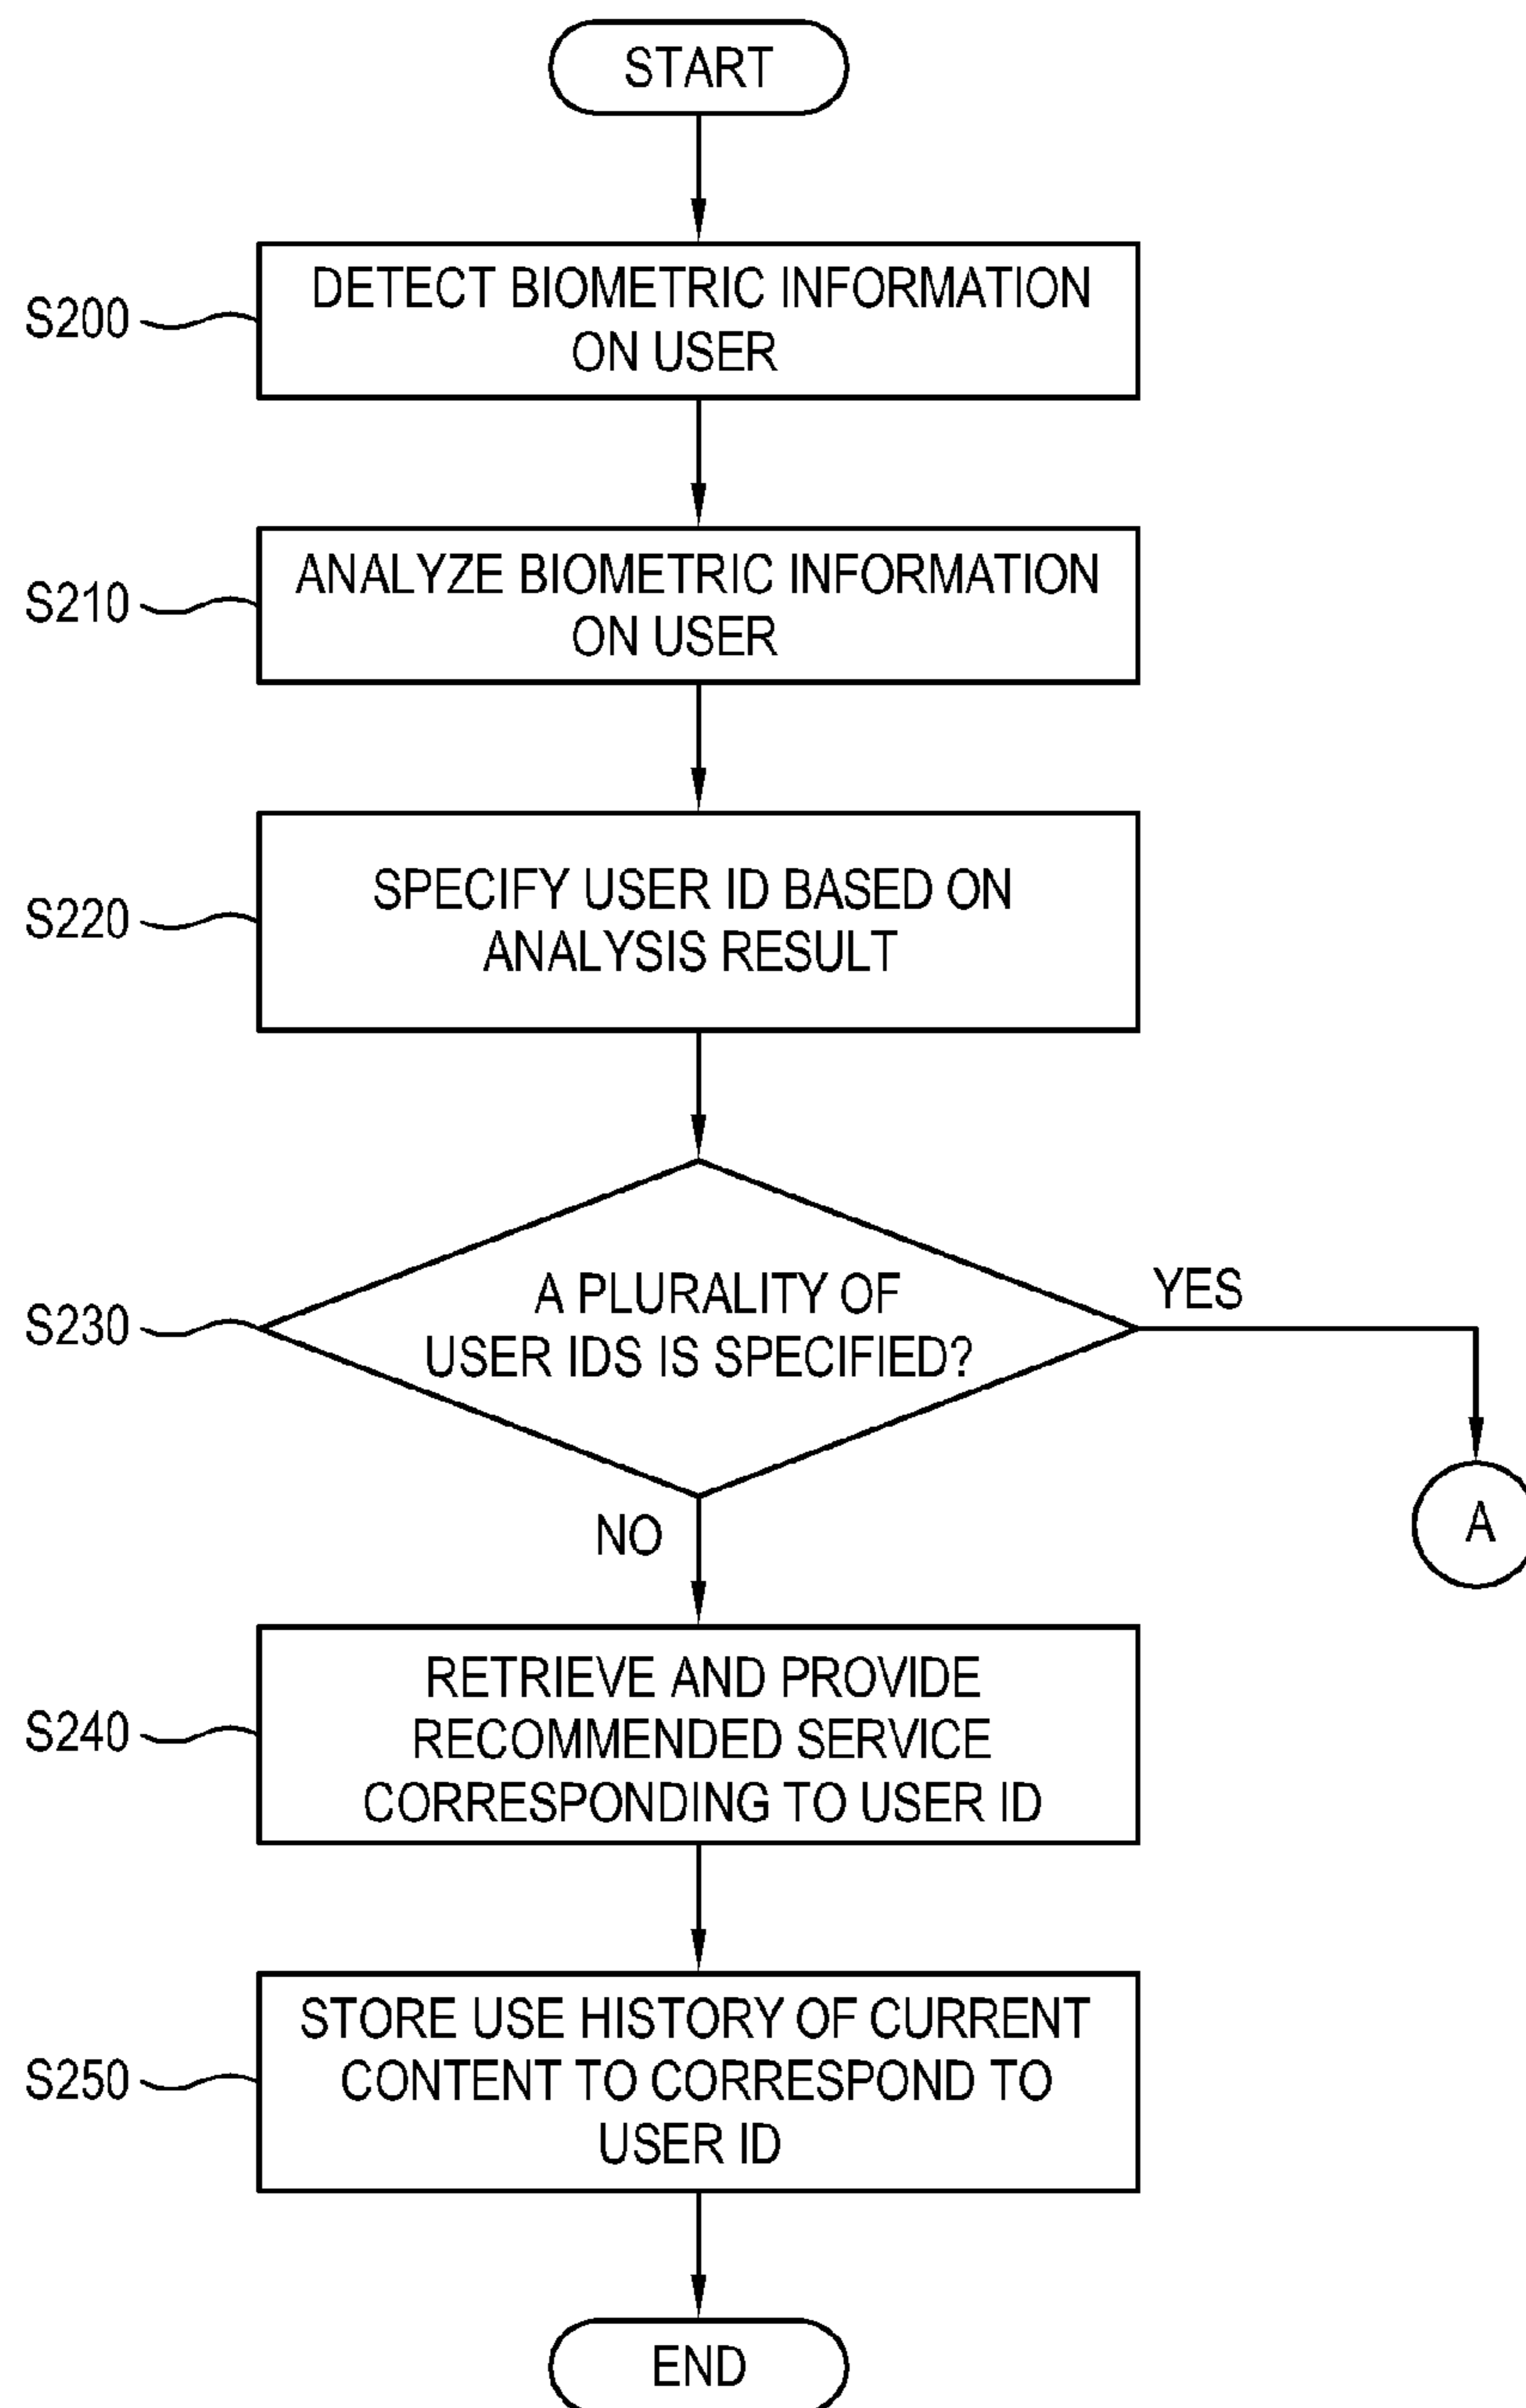 START
S200
DETECT BIOMETRIC INFORMATION
ON USER
S210
ANALYZE BIOMETRIC INFORMATION
ON USER
S220
SPECIFY USER ID BASED ON
ANALYSIS RESULT
S230
A PLURALITY OF
USER IDS IS SPECIFIED?
YES
A
NO
S240
RETRIEVE AND PROVIDE
RECOMMENDED SERVICE
CORRESPONDING TO USER ID
S250
STORE USE HISTORY OF CURRENT
CONTENT TO CORRESPOND TO
USER ID
END